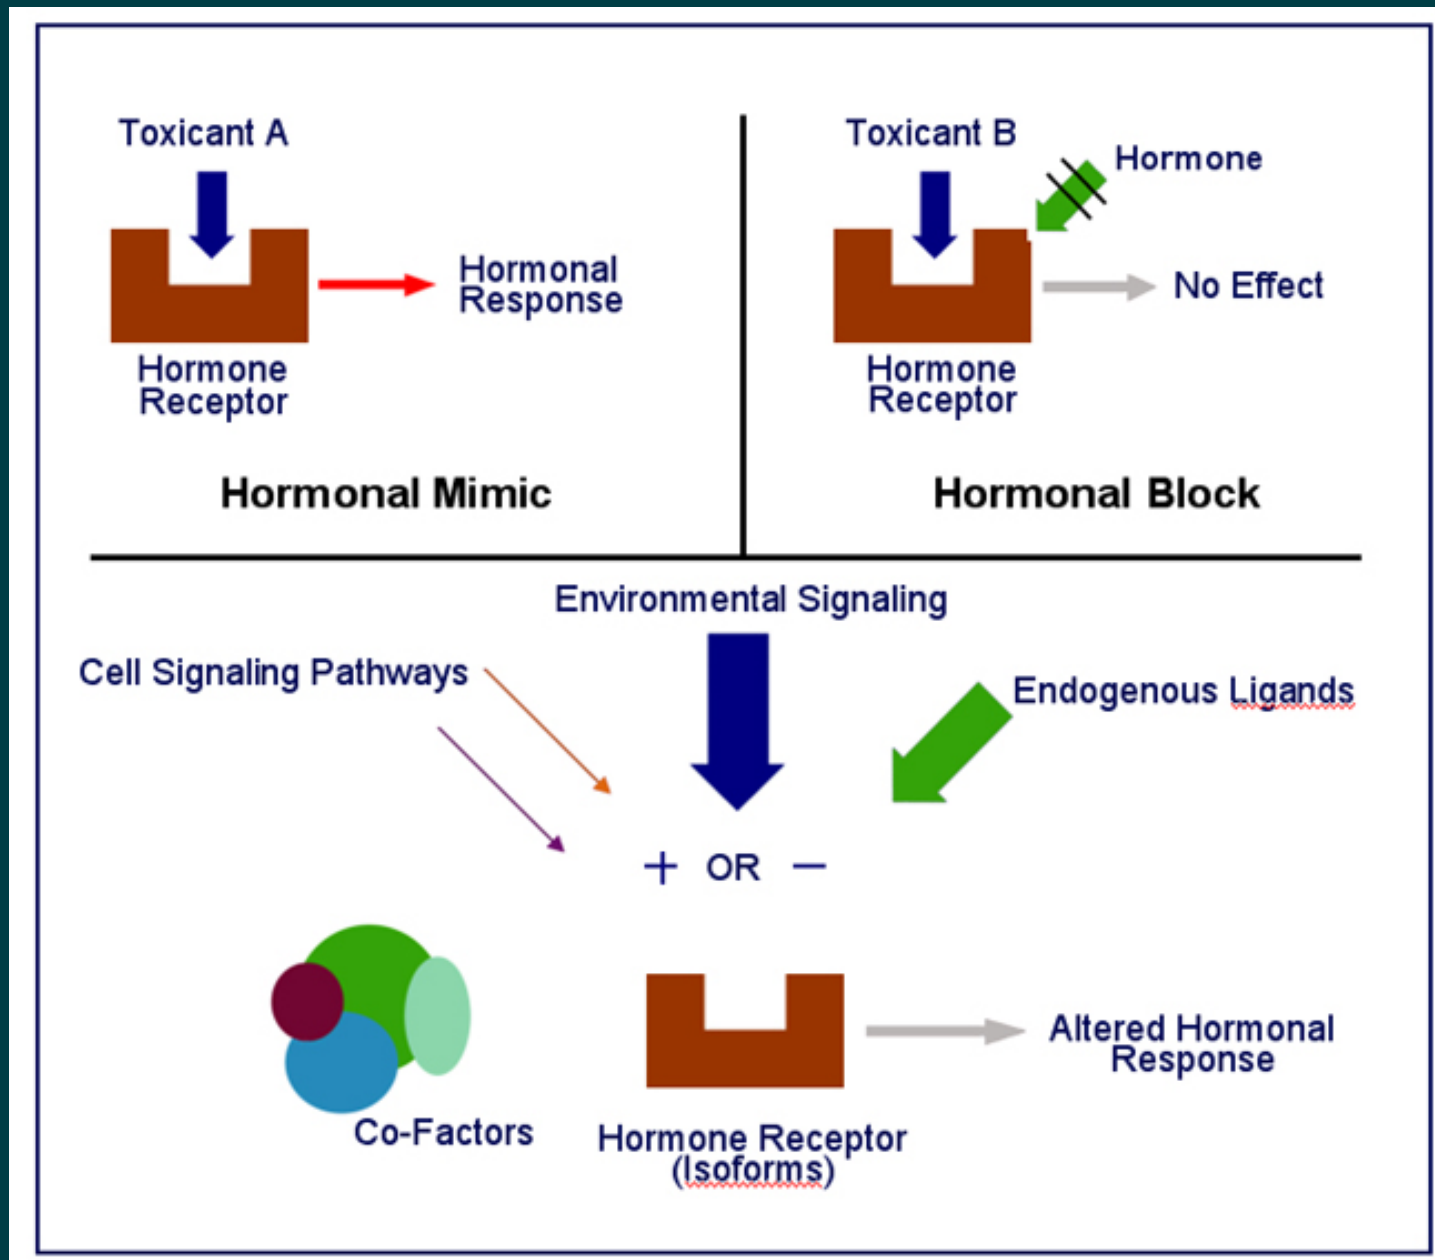 Toxicant A
Hormonal
Response
Hormone
Receptor
Hormonal Mimic
Toxicant B
Hormone
No Effect
Hormone
Receptor
Hormonal Block
Environmental Signaling
Cell Signaling Pathways
Endogenous Ligands
+ OR −
Co-Factors
Hormone Receptor
(Isoforms)
Altered Hormonal
Response